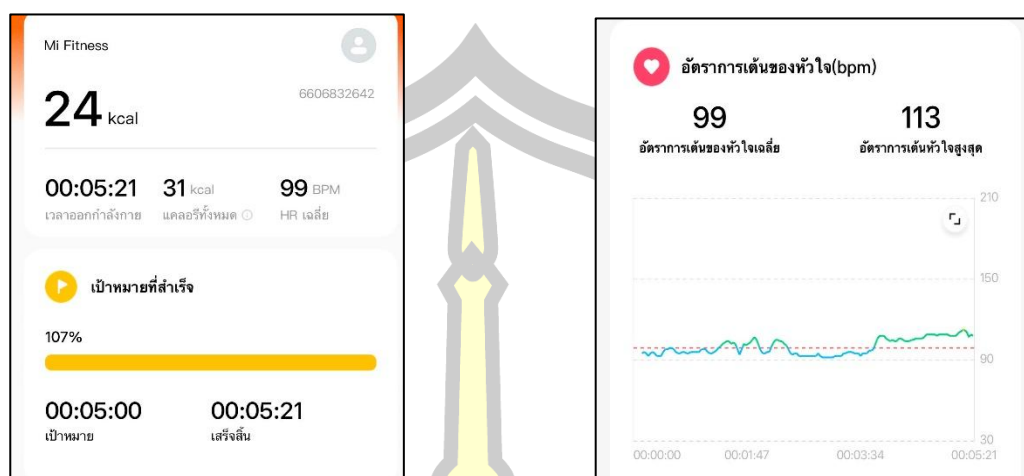 Mi Fitness
24 kcal
6606832642
00:05:21 31 kcal 99 BPM
เวลาออกกำลังกาย แคลอรีทั้งหมด HR เฉลี่ย
เป้าหมายที่สำเร็จ
107%
00:05:00 00:05:21
เป้าหมาย เสร็จสิ้น
อัตราการเต้นของหัวใจ(bpm)
99 113
อัตราการเต้นของหัวใจเฉลี่ย อัตราการเต้นหัวใจสูงสุด
210
150
90
30
00:00:00 00:01:47 00:03:34 00:05:21